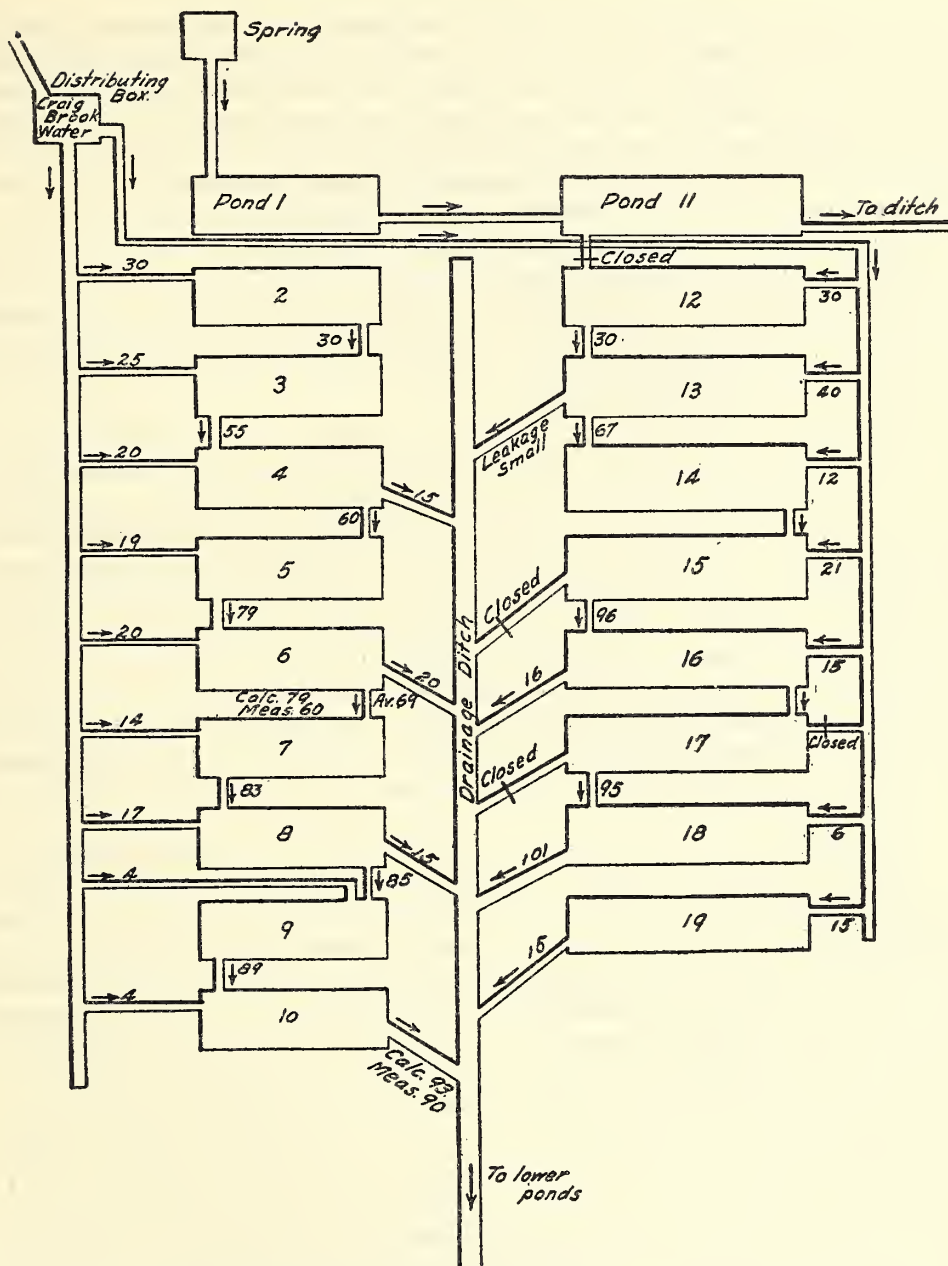 Spring
Distributing
Box.
Craig
Brook
Water
Pond 1
Pond 11
To ditch
Closed
30
2
12
30
30
30
25
3
13
40
55
67
20
Leakage
small
4
14
12
15
60
19
5
15
21
Closed
79
96
20
6
16
18
20
16
Calc. 79
Meas. 60
Av. 69
14
Closed
7
17
Closed
Drainage Ditch
83
95
17
8
18
6
15
101
4
85
9
19
15
15
89
4
10
Calc. 93
Meas. 90
To lower
ponds